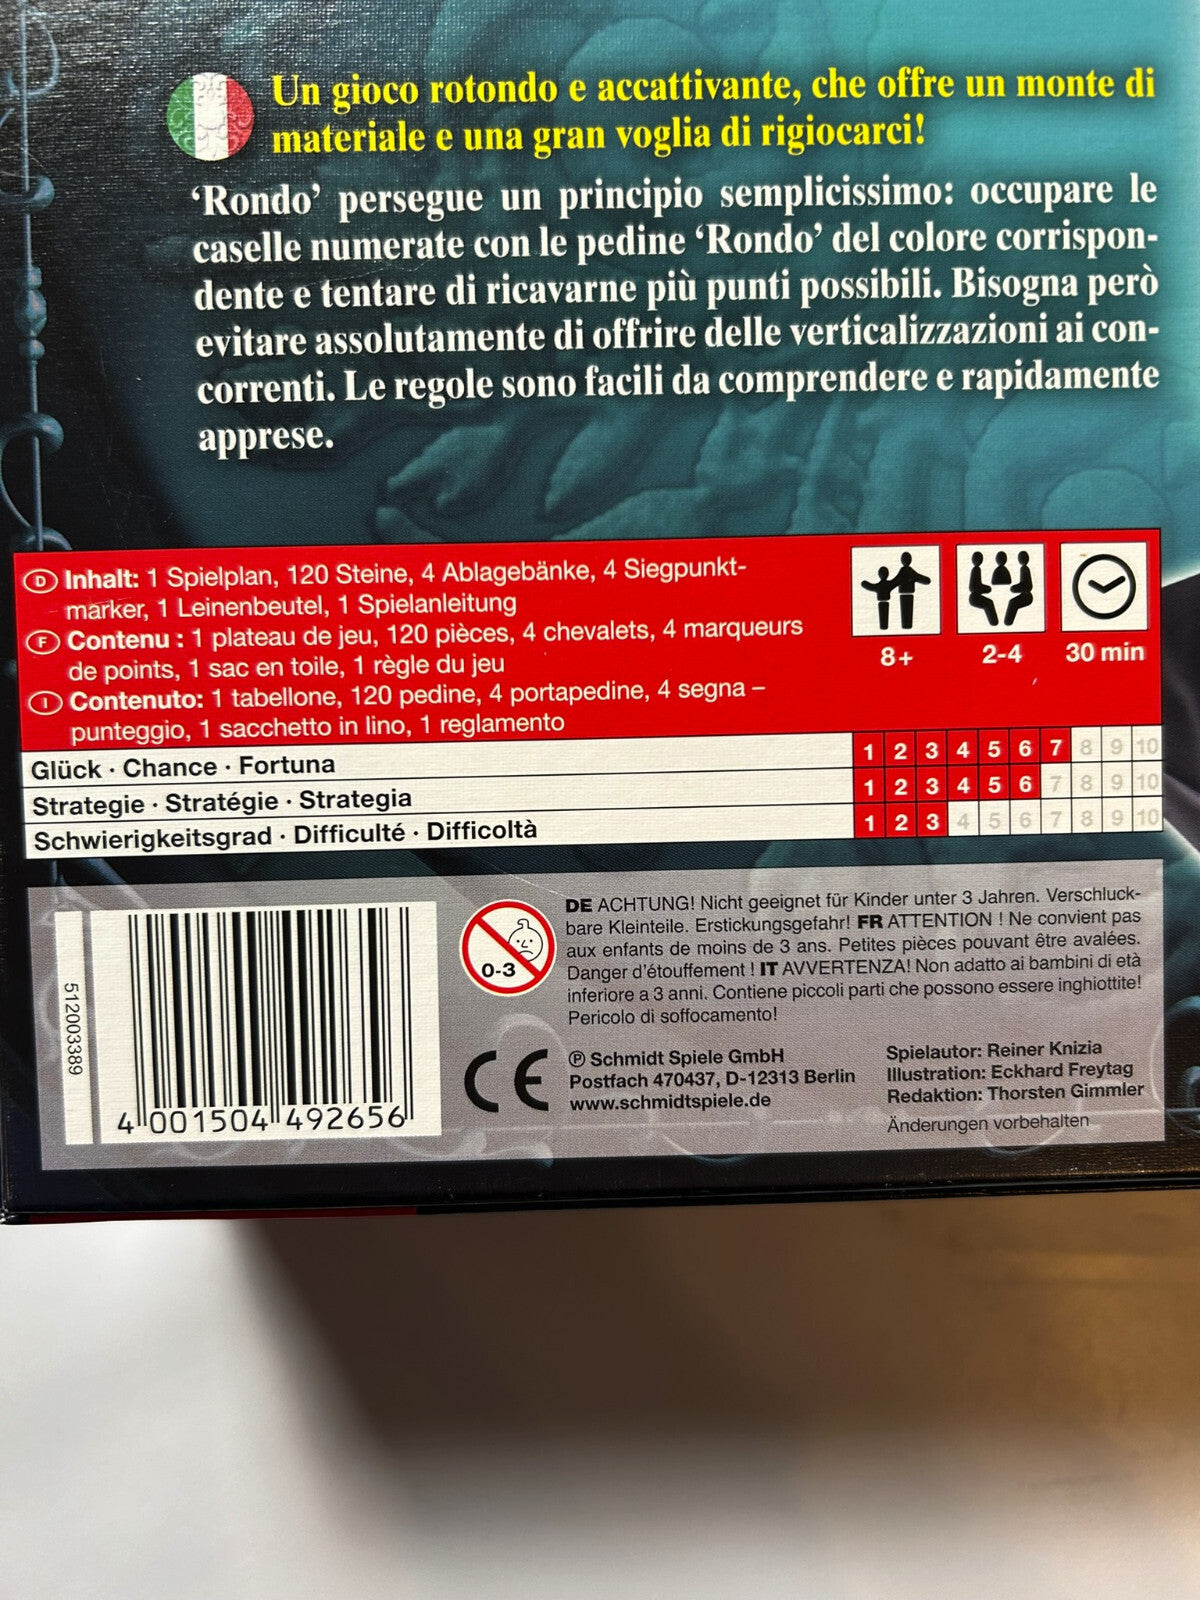 Un gioco rotondo e accattivante, che offre un monte di
materiale e una gran voglia di rigiocarci!
‘Rondo’ persegue un principio semplicissimo: occupare le
caselle numerate con le pedine ‘Rondo’ del colore corrispon-
dente e tentare di ricavarne più punti possibili. Bisogna però
evitare assolutamente di offrire delle verticalizzazioni ai con-
correnti. Le regole sono facili da comprendere e rapidamente
apprese.
D Inhalt: 1 Spielplan, 120 Steine, 4 Ablagebänke, 4 Siegpunkt-
marker, 1 Leinenbeutel, 1 Spielanleitung
F Contenu : 1 plateau de jeu, 120 pièces, 4 chevalets, 4 marqueurs
de points, 1 sac en toile, 1 règle du jeu
I Contenuto: 1 tabellone, 120 pedine, 4 portapedine, 4 segna –
punteggio, 1 sacchetto in lino, 1 reglamento
8+ 2-4 30 min
Glück · Chance · Fortuna 1 2 3 4 5 6 7 8 9 10
Strategie · Stratégie · Strategia 1 2 3 4 5 6 7 8 9 10
Schwierigkeitsgrad · Difficulté · Difficoltà 1 2 3 4 5 6 7 8 9 10
512003389
4 001504 492656
0-3
DE ACHTUNG! Nicht geeignet für Kinder unter 3 Jahren. Verschluck-
bare Kleinteile. Erstickungsgefahr! FR ATTENTION ! Ne convient pas
aux enfants de moins de 3 ans. Petites pièces pouvant être avalées.
Danger d’étouffement ! IT AVVERTENZA! Non adatto ai bambini di età
inferiore a 3 anni. Contiene piccoli parti che possono essere inghiottite!
Pericolo di soffocamento!
CE
℗ Schmidt Spiele GmbH
Postfach 470437, D-12313 Berlin
www.schmidtspiele.de
Spielautor: Reiner Knizia
Illustration: Eckhard Freytag
Redaktion: Thorsten Gimmler
Änderungen vorbehalten